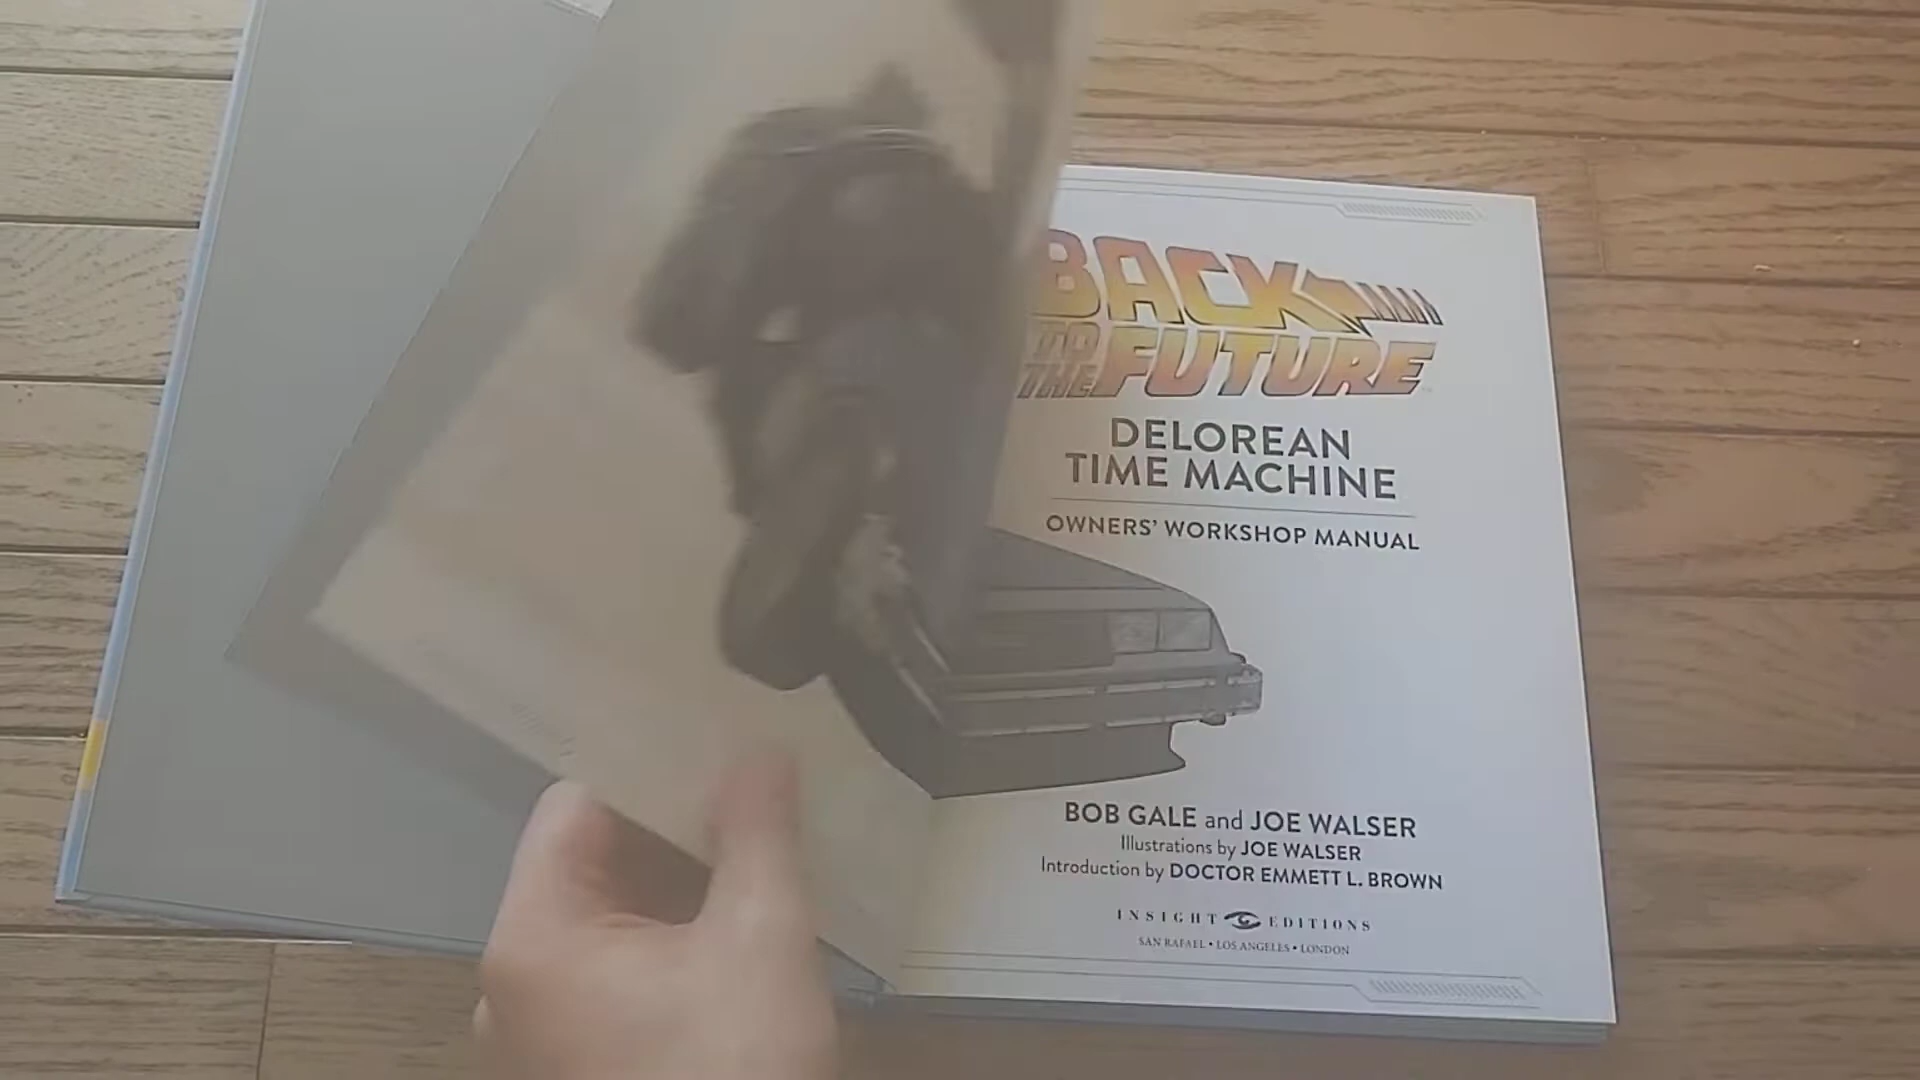 BACK
TO
THE FUTURE
DELOREAN
TIME MACHINE
OWNERS' WORKSHOP MANUAL
BOB GALE and JOE WALSER
Illustrations by JOE WALSER
Introduction by DOCTOR EMMETT L. BROWN
INSIGHT EDITIONS
SAN RAFAEL • LOS ANGELES • LONDON